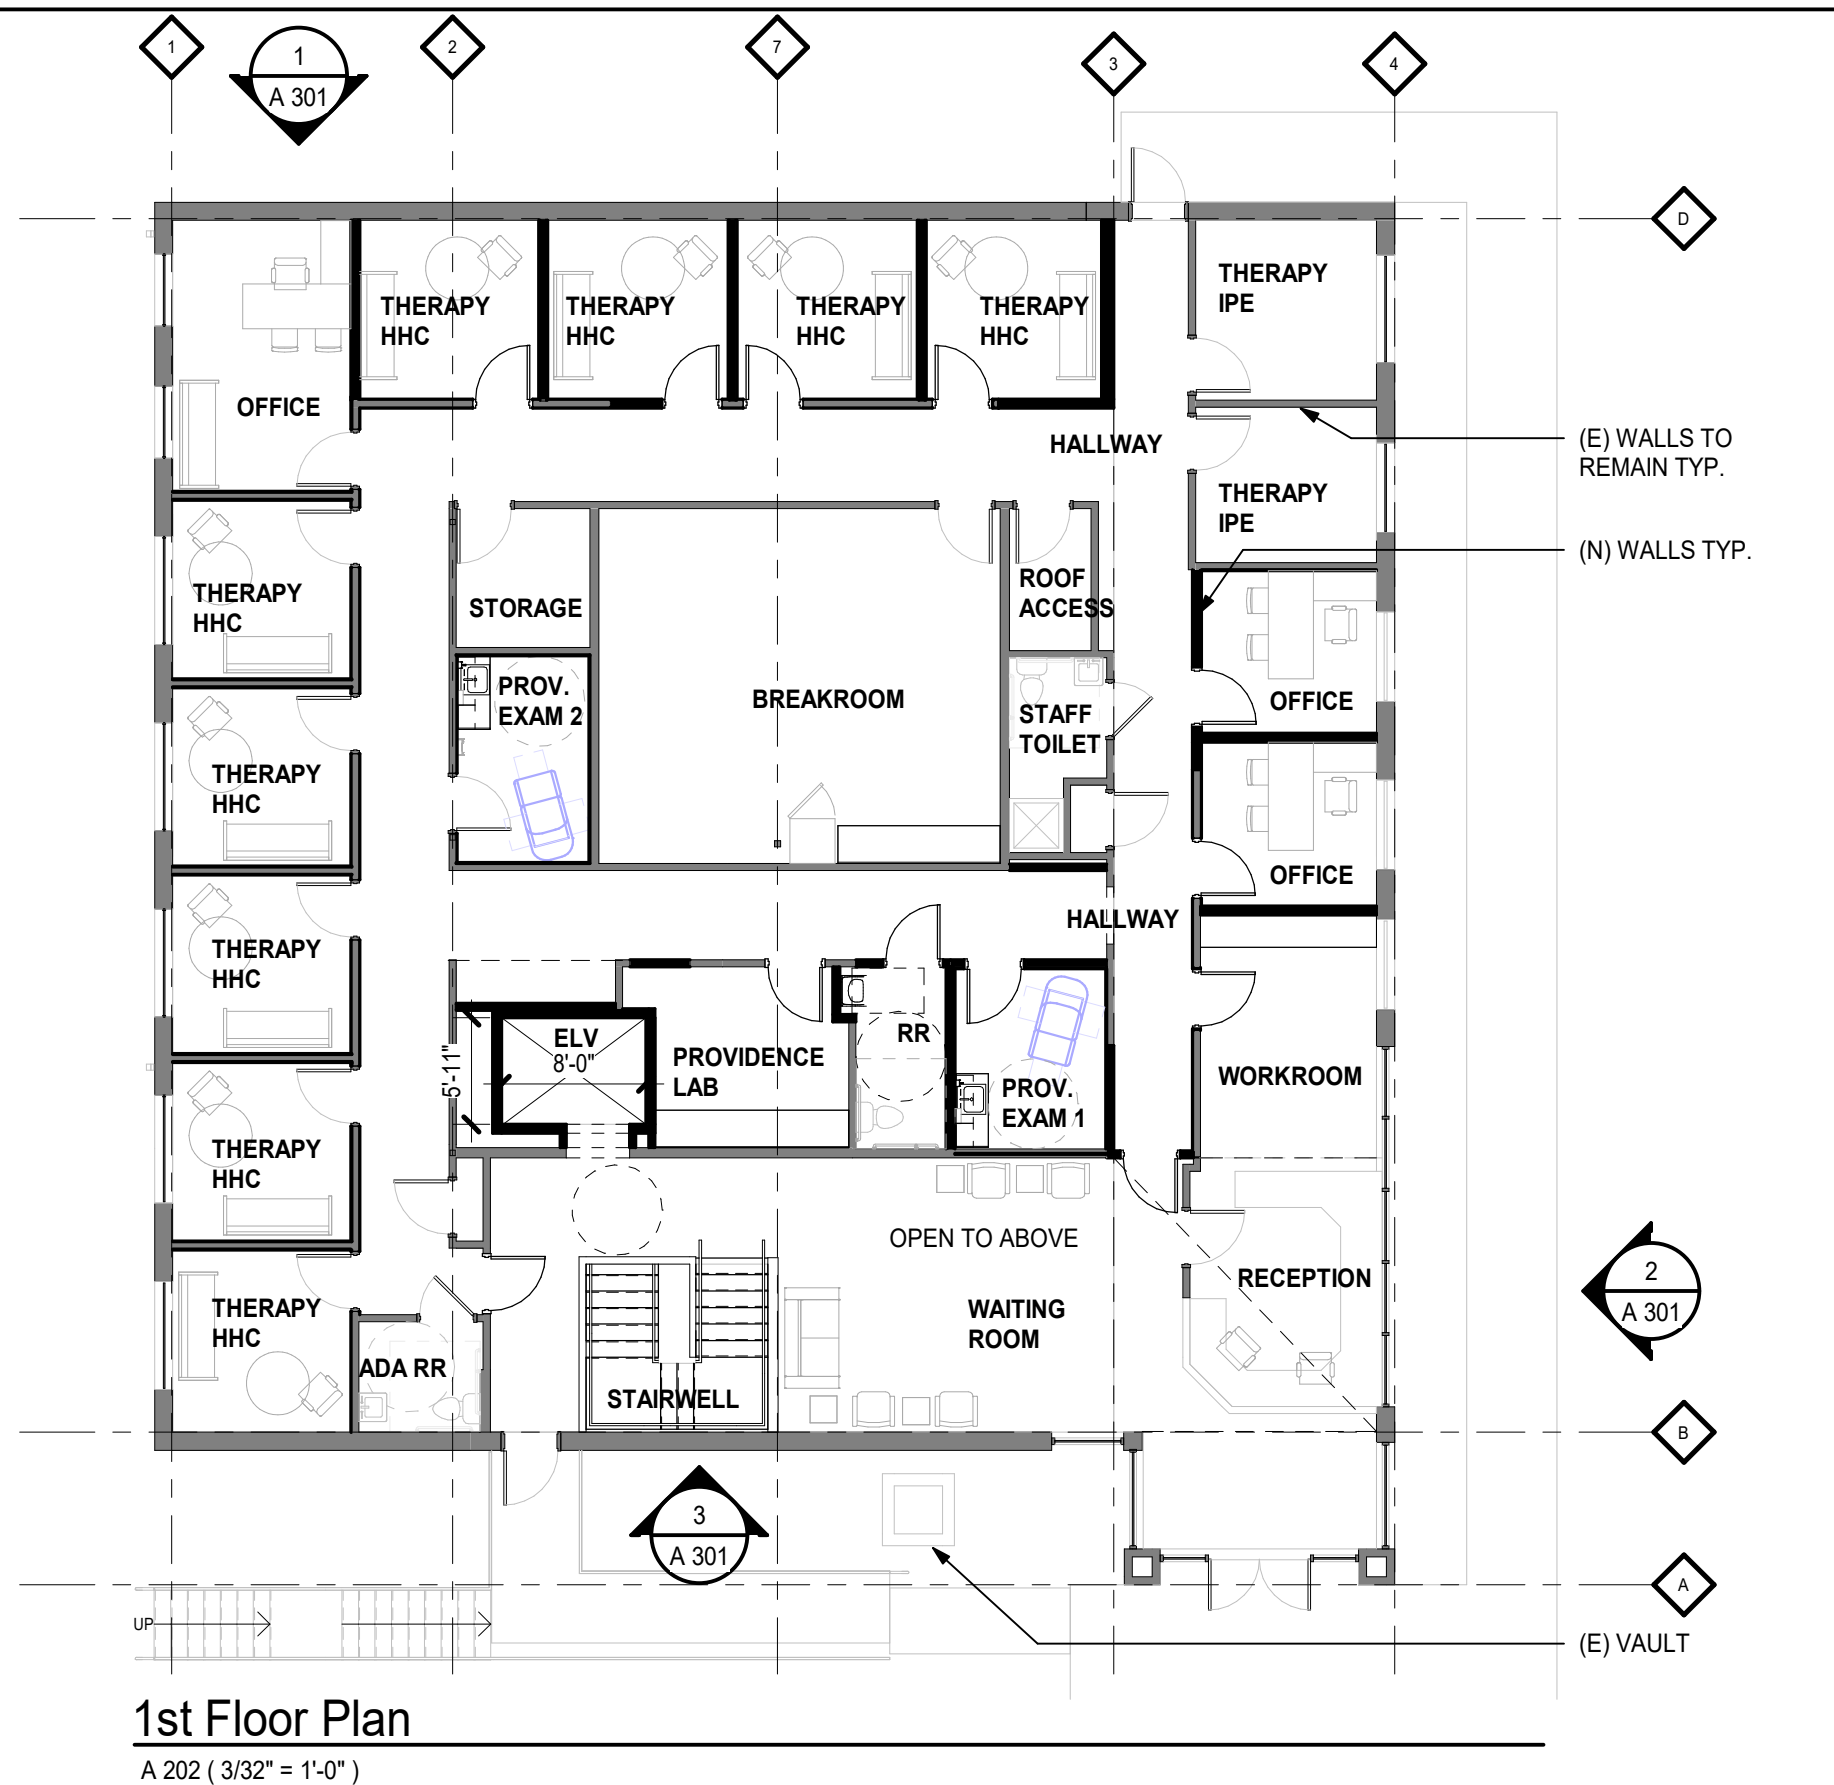 1
2
7
3
4
1
A 301
D
THERAPY
IPE
THERAPY
HHC
THERAPY
HHC
THERAPY
HHC
THERAPY
HHC
OFFICE
HALLWAY
(E) WALLS TO
REMAIN TYP.
THERAPY
IPE
(N) WALLS TYP.
THERAPY
HHC
STORAGE
ROOF
ACCESS
PROV.
EXAM 2
BREAKROOM
STAFF
TOILET
OFFICE
THERAPY
HHC
OFFICE
THERAPY
HHC
HALLWAY
ELV
8'-0"
5'-11"
PROVIDENCE
LAB
RR
PROV.
EXAM 1
WORKROOM
THERAPY
HHC
OPEN TO ABOVE
RECEPTION
2
A 301
THERAPY
HHC
WAITING
ROOM
ADA RR
STAIRWELL
B
3
A 301
A
UP
(E) VAULT
1st Floor Plan
A 202 ( 3/32" = 1'-0" )